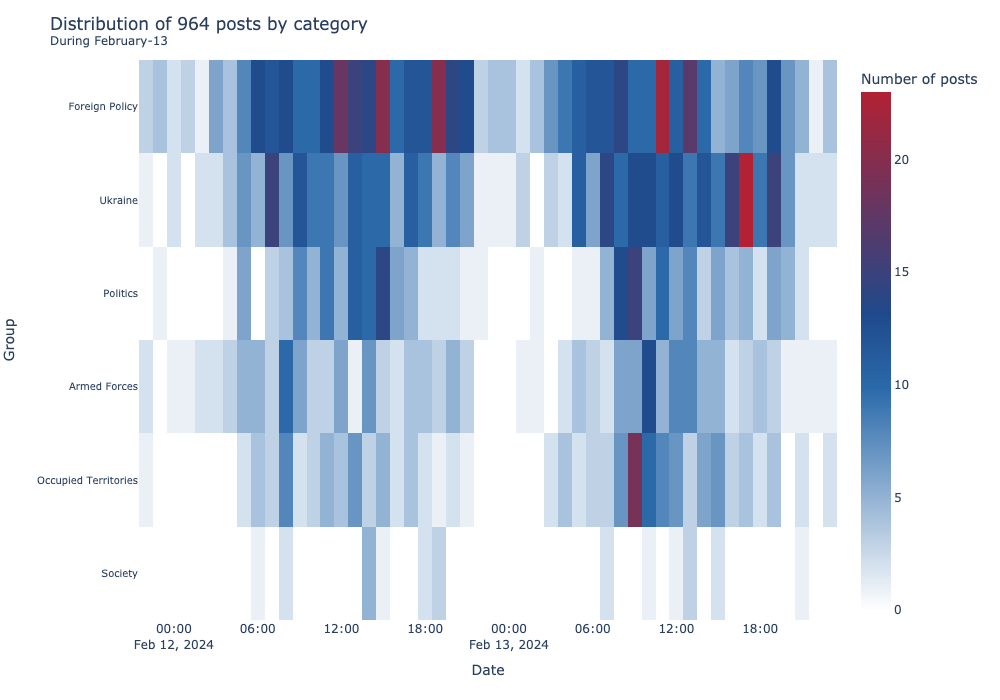 Distribution of 964 posts by category
During February-13
Number of posts
Foreign Policy
Ukraine
Politics
Armed Forces
Occupied Territories
Society
Group
20
15
10
5
0
00:00 06:00 12:00 18:00 00:00 06:00 12:00 18:00
Feb 12, 2024 Feb 13, 2024
Date